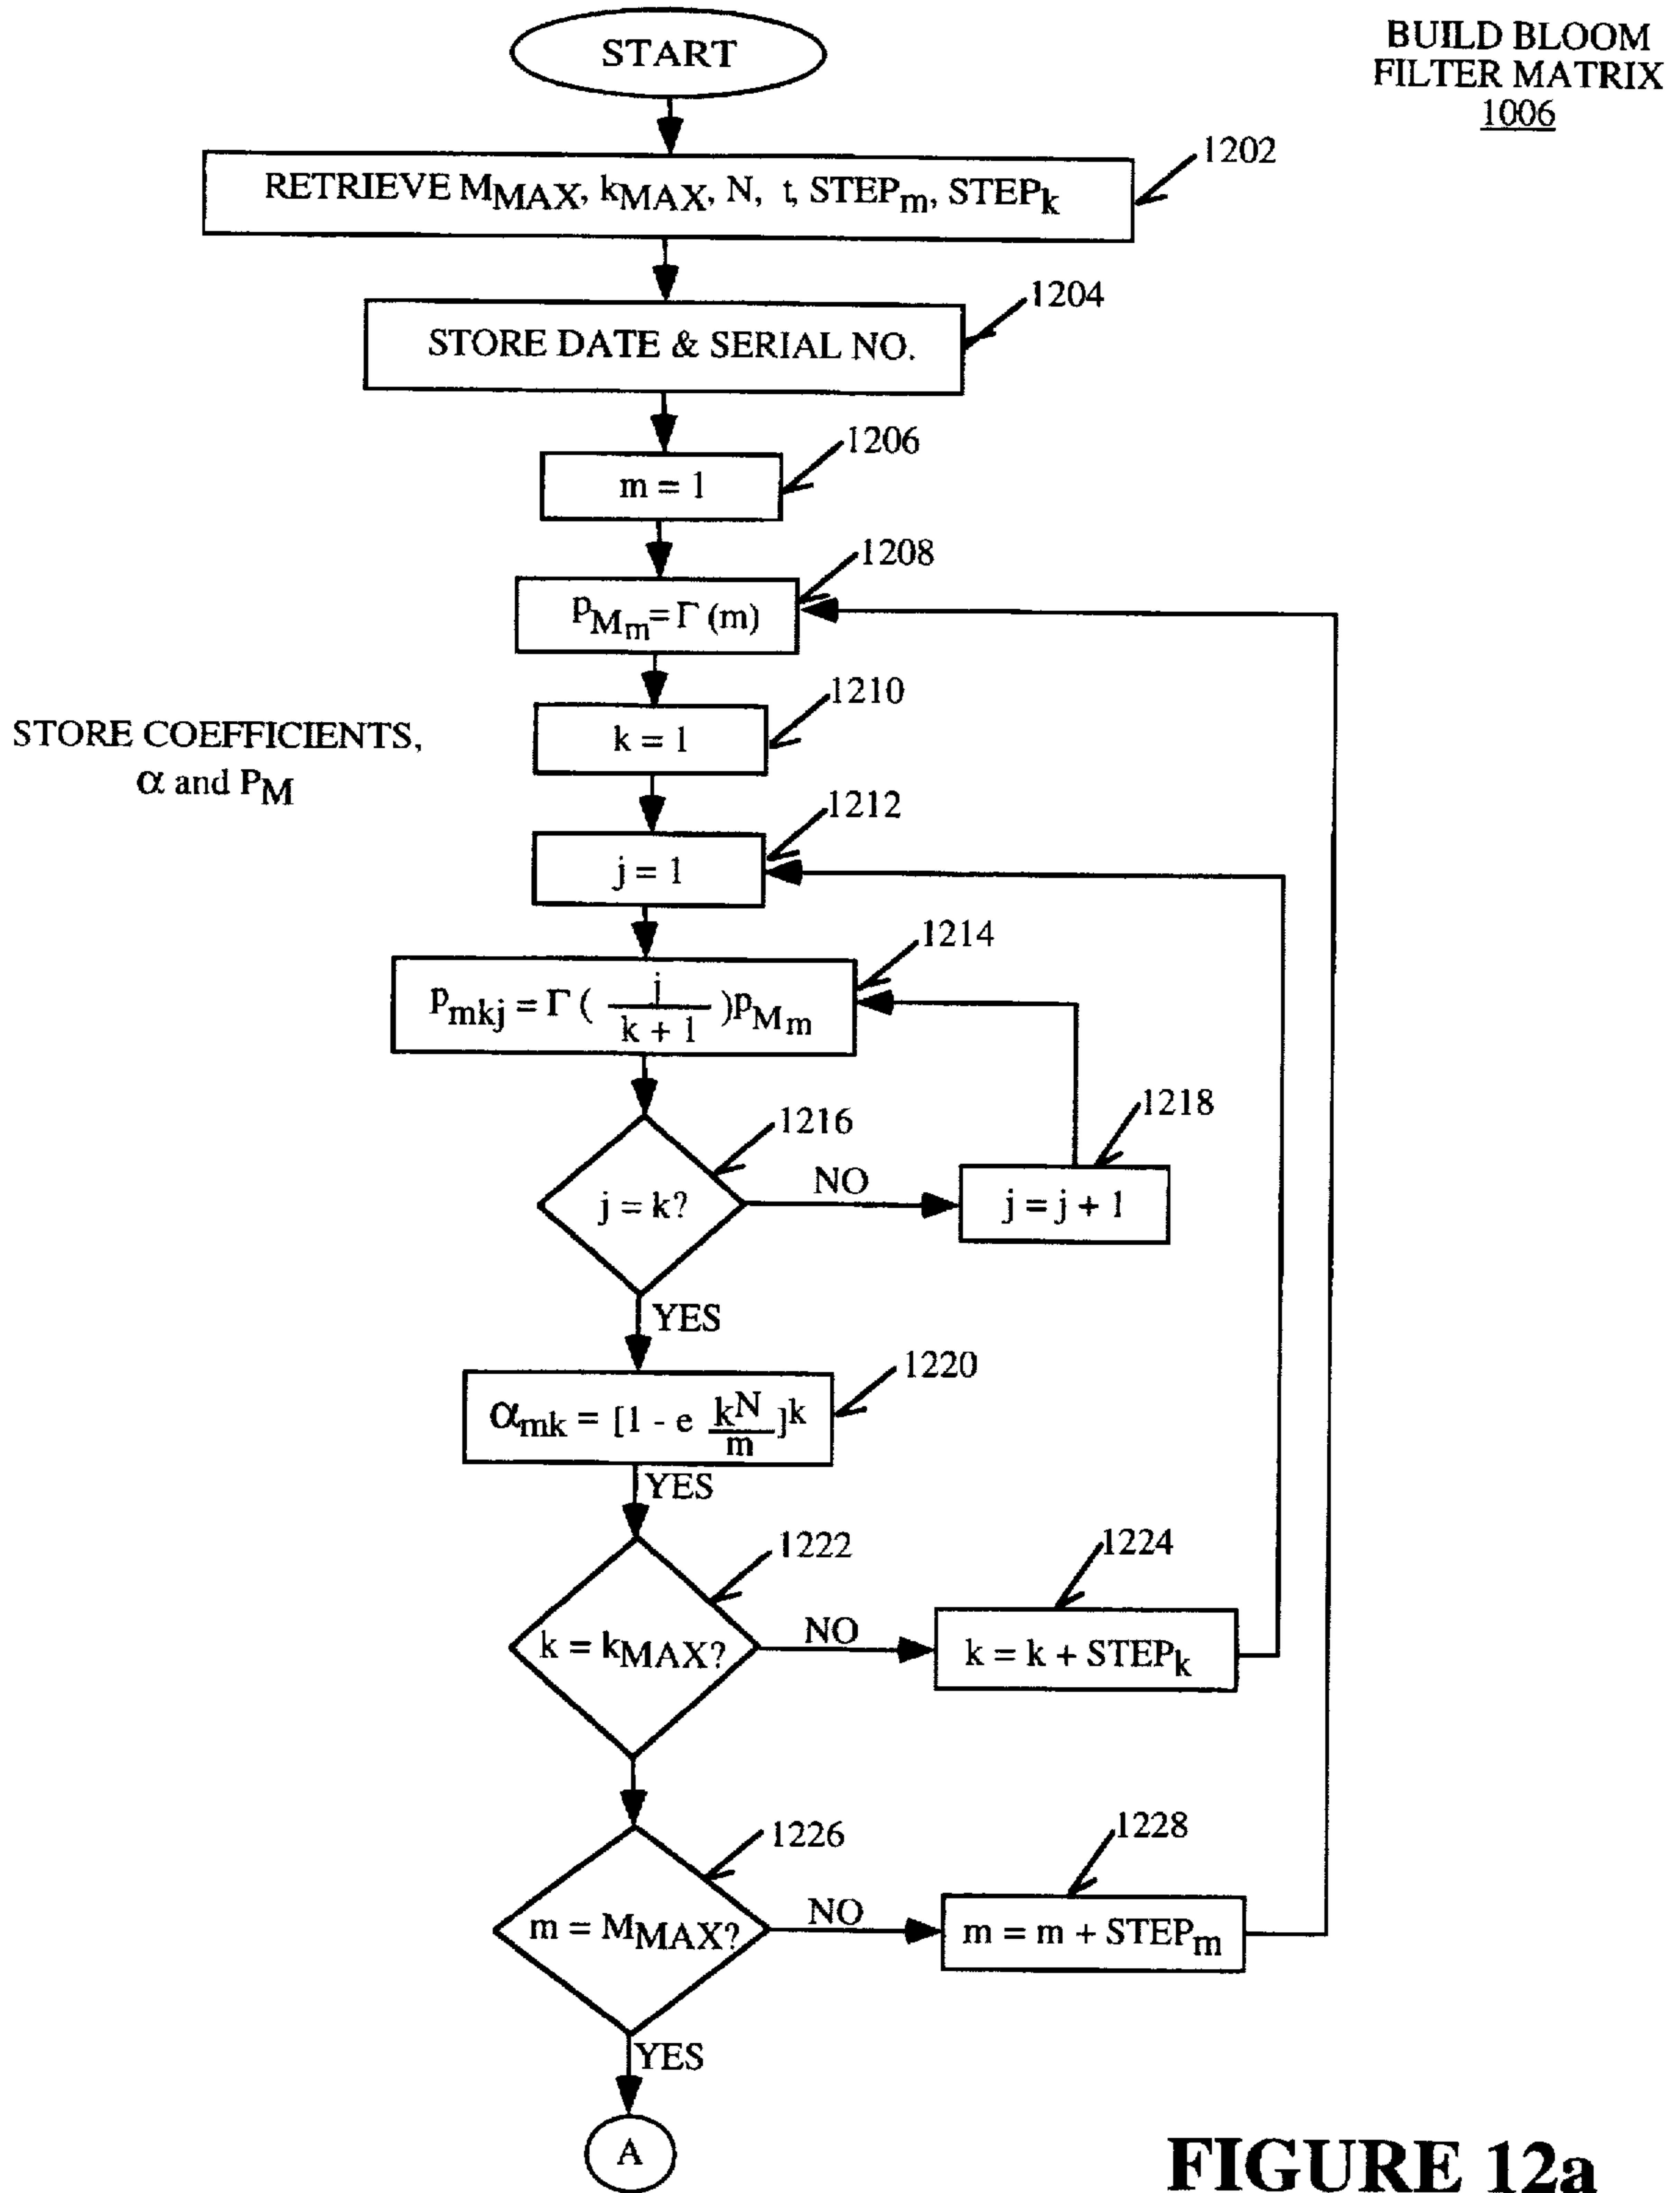 BUILD BLOOM
FILTER MATRIX
1006
START
1202
RETRIEVE MMAX, kMAX, N, t, STEPm, STEPk
1204
STORE DATE & SERIAL NO.
1206
m = 1
1208
pMm = Γ (m)
1210
k = 1
STORE COEFFICIENTS,
α and PM
1212
j = 1
1214
pmkj = Γ ( j / k + 1 ) pMm
1216
j = k?
NO
1218
j = j + 1
YES
1220
αmk = [1 - e kN / m ]k
YES
1222
k = kMAX?
NO
1224
k = k + STEPk
1226
m = MMAX?
NO
1228
m = m + STEPm
YES
A
FIGURE 12a